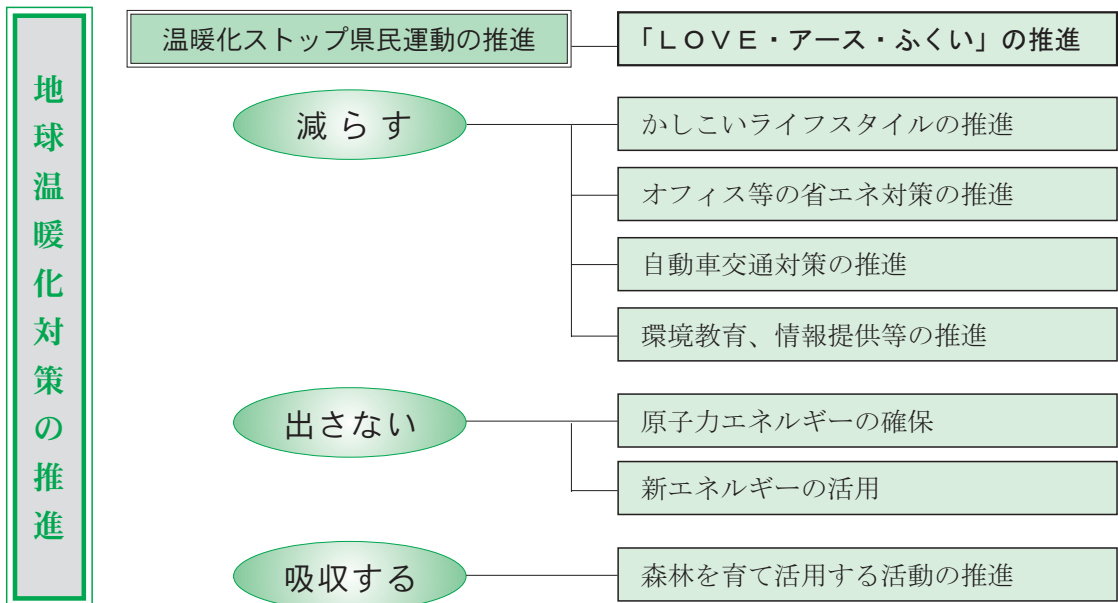 地球温暖化対策の推進
温暖化ストップ県民運動の推進
「LOVE・アース・ふくい」の推進
減らす
かしこいライフスタイルの推進
オフィス等の省エネ対策の推進
自動車交通対策の推進
環境教育、情報提供等の推進
出さない
原子力エネルギーの確保
新エネルギーの活用
吸収する
森林を育て活用する活動の推進